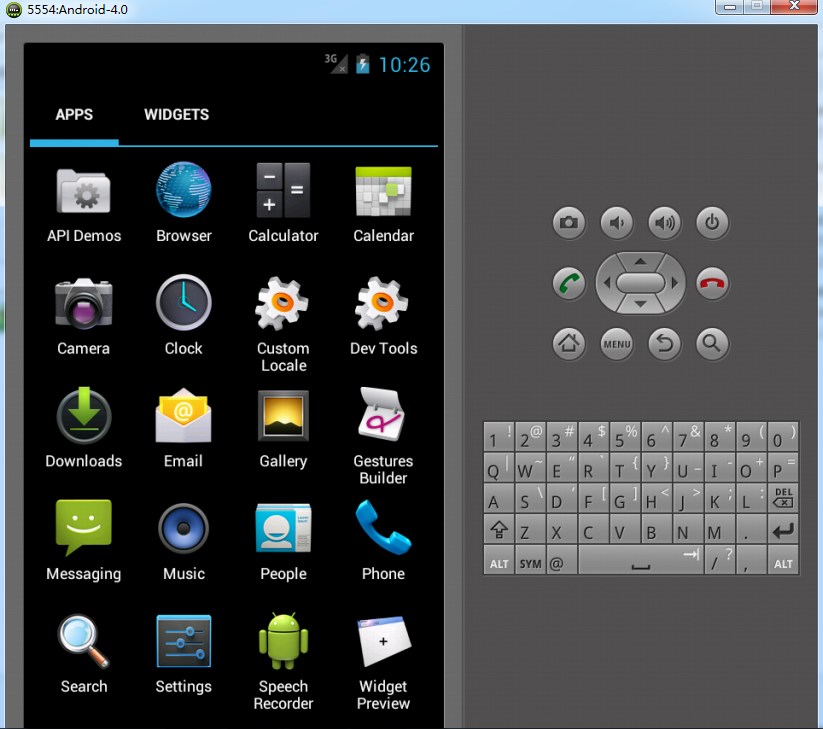 5554:Android-4.0
3G 10:26
APPS WIDGETS
API Demos Browser Calculator Calendar
Camera Clock Custom Locale Dev Tools
Downloads Email Gallery Gestures Builder
Messaging Music People Phone
Search Settings Speech Recorder Widget Preview
MENU
1 ! 2 @ 3 # 4 $ 5 % 6 ^ 7 & 8 * 9 ( 0 )
Q | W ~ E “ R ` T { Y } U _ I - O + P =
A S \ D ' F [ G ] H < J > K ; L : DEL
Z X C V B N M .
ALT SYM @ / ? , ALT